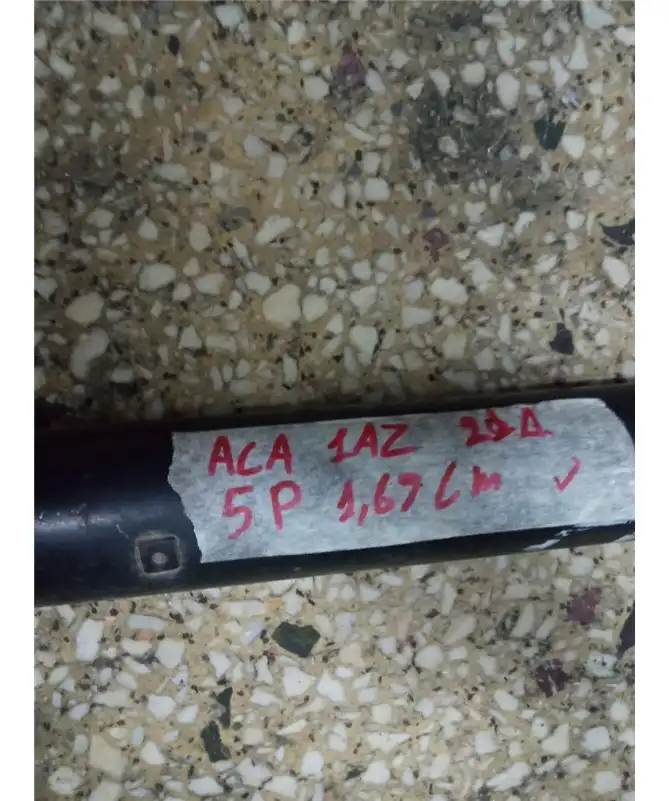 ACA 1AZ
5P 1,67 Cm ✓